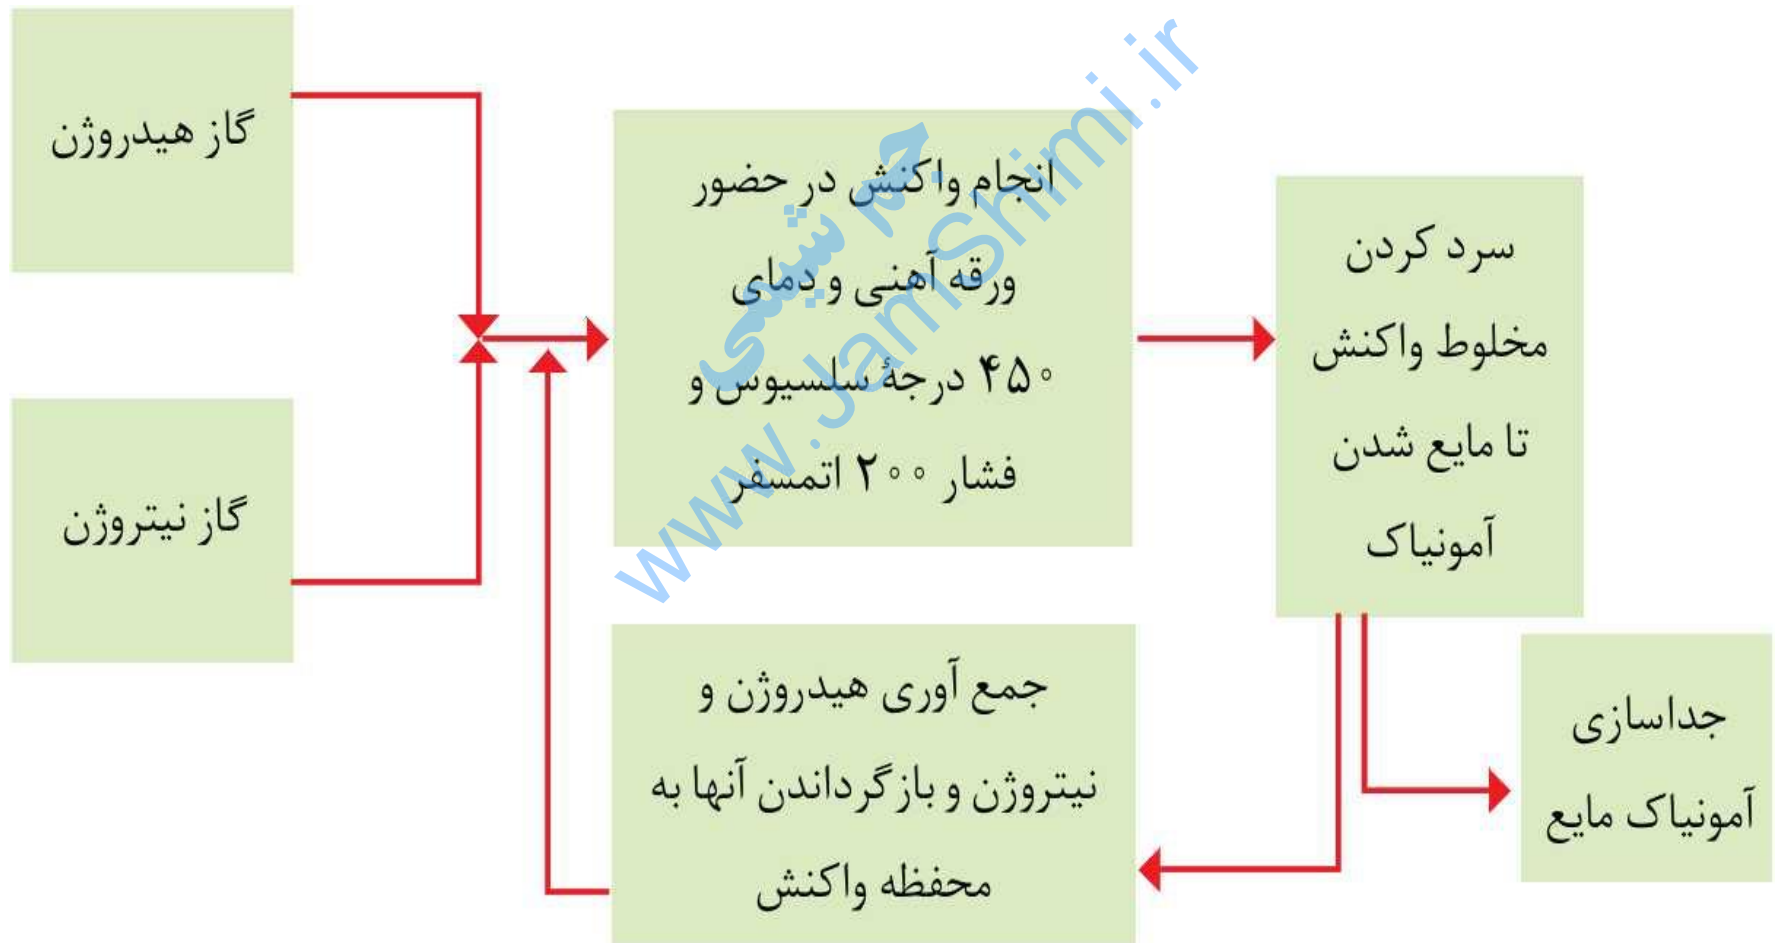 گاز هیدروژن
گاز نیتروژن
انجام واکنش در حضور
ورقه آهنی و دمای
۴۵۰ درجهٔ سلسیوس و
فشار ۲۰۰ اتمسفر
سرد کردن
مخلوط واکنش
تا مایع شدن
آمونیاک
جداسازی
آمونیاک مایع
جمع آوری هیدروژن و
نیتروژن و بازگرداندن آنها به
محفظه واکنش
جم شیمی
www.JamShimi.ir